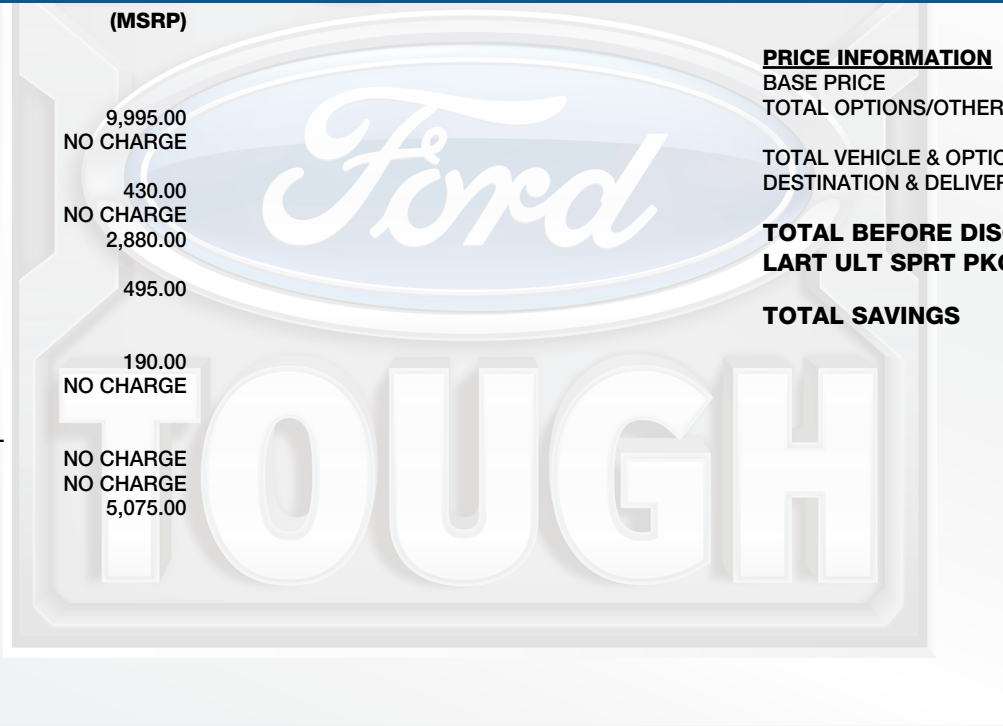 (MSRP)
9,995.00
NO CHARGE
430.00
NO CHARGE
2,880.00
495.00
190.00
NO CHARGE
NO CHARGE
NO CHARGE
5,075.00
PRICE INFORMATION
BASE PRICE
TOTAL OPTIONS/OTHER
TOTAL VEHICLE & OPTIO
DESTINATION & DELIVER
TOTAL BEFORE DIS
LART ULT SPRT PK
TOTAL SAVINGS
Ford
TOUGH